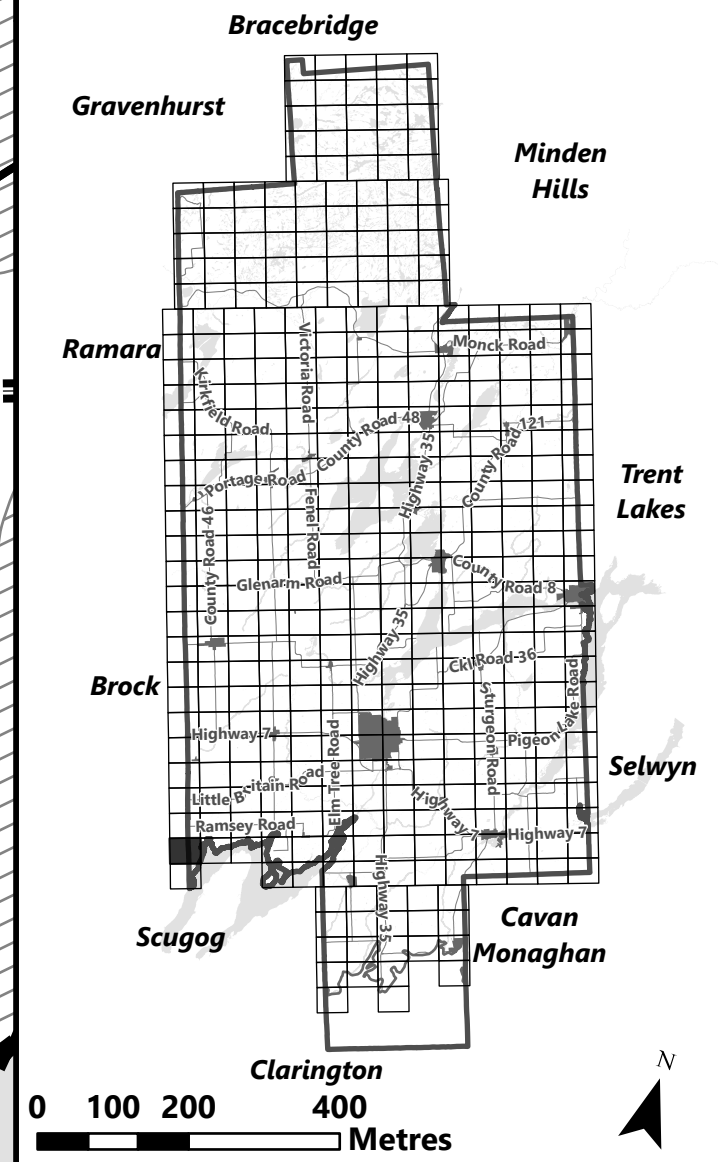 Bracebridge
Gravenhurst
Minden
Hills
Ramara
Monck Road
Victoria Road
Kirkfield Road
County Road 48
County Road 121
Highway 35
Portage Road
Fenel Road
Trent
Lakes
County Road 46
Glenarm Road
County Road 8
Highway 35
Ckl Road 36
Brock
Sturgeon Road
Pigeon Lake Road
Highway 7
Elm Tree Road
Selwyn
Little Britain Road
Highway 7
Ramsey Road
Highway 7
Highway 35
Scugog
Cavan
Monaghan
Clarington
N
0 100 200 400
Metres